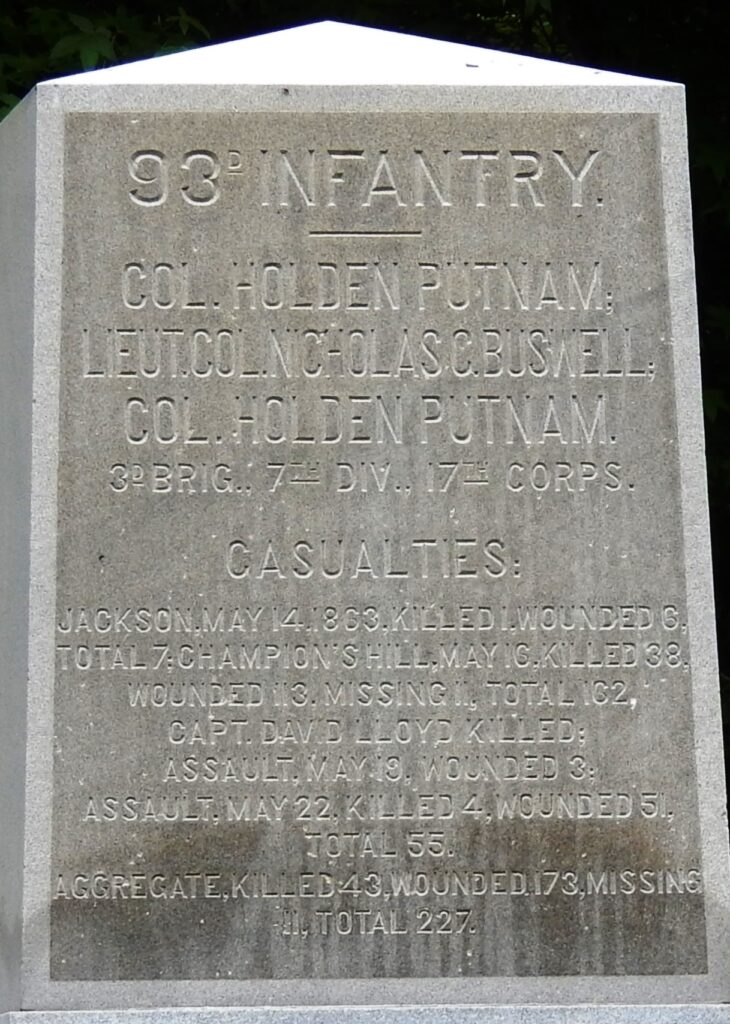 93D INFANTRY.
COL. HOLDEN PUTNAM;
LIEUT. COL. NICHOLAS C. BUSWELL;
COL. HOLDEN PUTNAM.
3D BRIG., 7TH DIV., 17TH CORPS.
CASUALTIES:
JACKSON, MAY 14, 1863, KILLED 1, WOUNDED 6,
TOTAL 7; CHAMPION'S HILL, MAY 16, KILLED 38,
WOUNDED 113, MISSING 11, TOTAL 162,
CAPT. DAVID LLOYD KILLED;
ASSAULT, MAY 19, WOUNDED 3;
ASSAULT, MAY 22, KILLED 4, WOUNDED 51,
TOTAL 55.
AGGREGATE, KILLED 43, WOUNDED 173, MISSING
11, TOTAL 227.